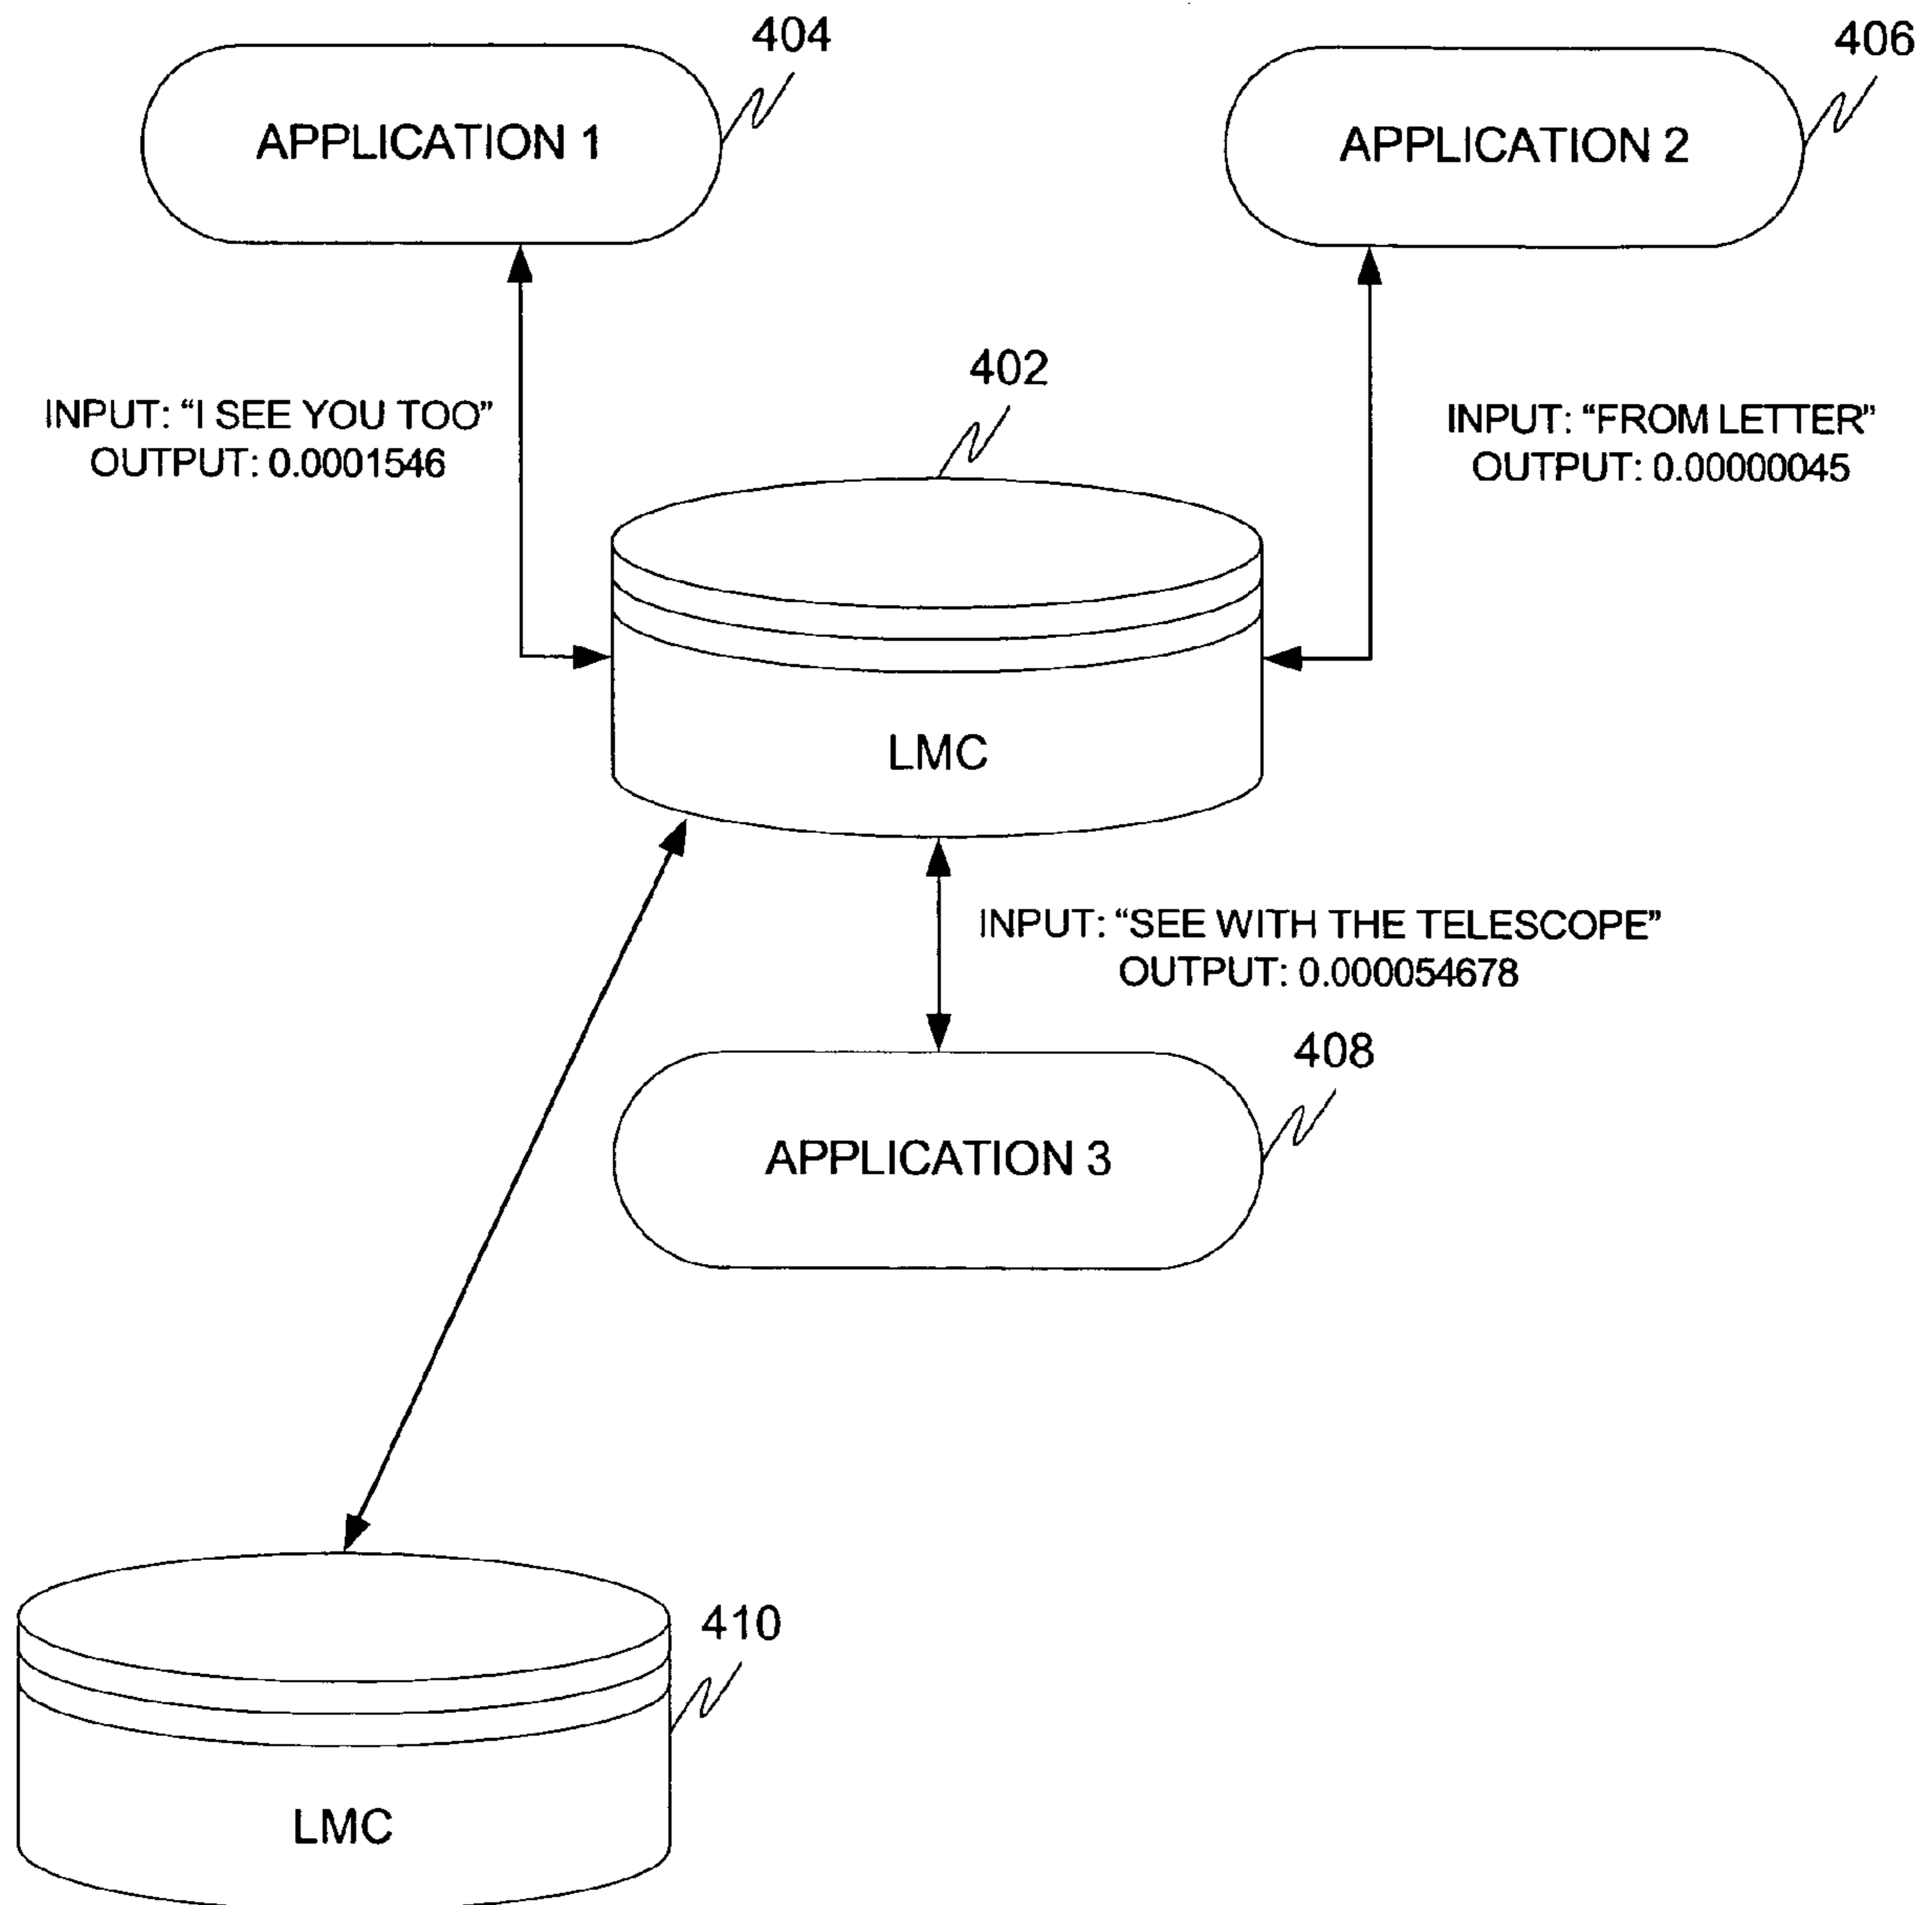 404
406
APPLICATION 1
APPLICATION 2
402
INPUT: “I SEE YOU TOO”
OUTPUT: 0.0001546
INPUT: “FROM LETTER”
OUTPUT: 0.00000045
LMC
INPUT: “SEE WITH THE TELESCOPE”
OUTPUT: 0.000054678
408
APPLICATION 3
410
LMC